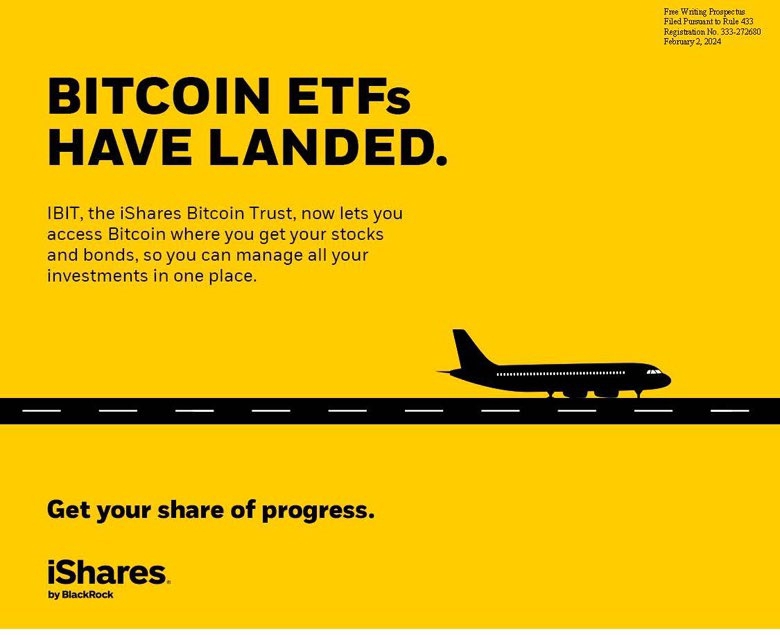 Free Writing Prospectus
Filed Pursuant to Rule 433
Registration No. 333-272680
February 2, 2024
BITCOIN ETFs
HAVE LANDED.
IBIT, the iShares Bitcoin Trust, now lets you
access Bitcoin where you get your stocks
and bonds, so you can manage all your
investments in one place.
Get your share of progress.
iShares®
by BlackRock